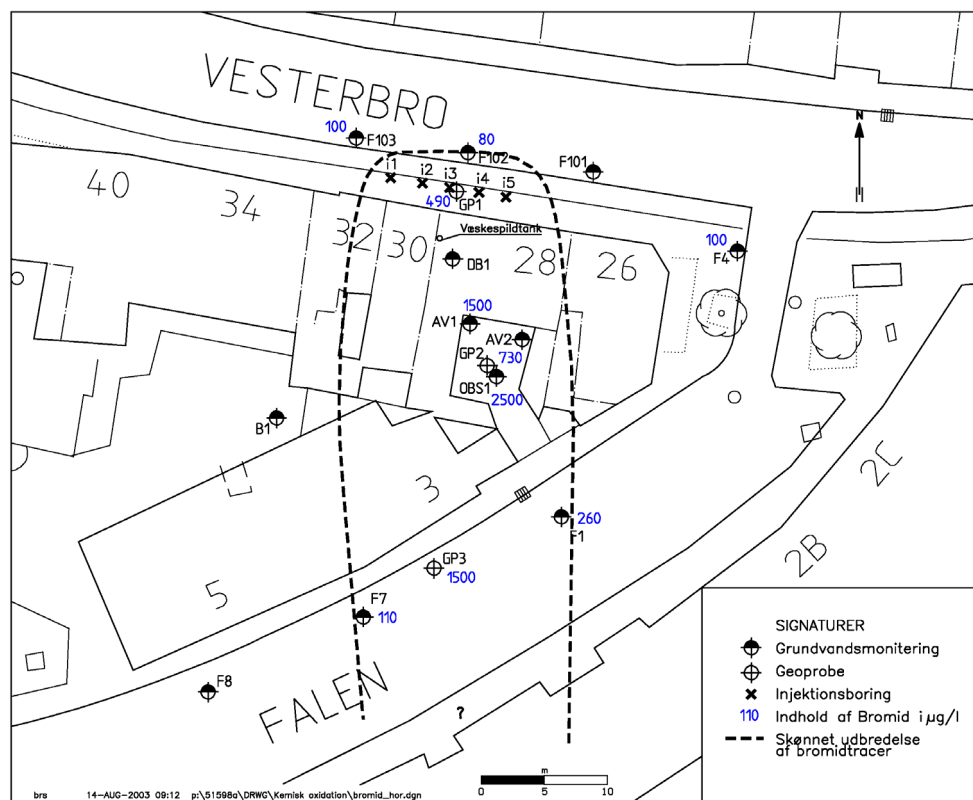 VESTERBRO
100
F103
80
F102
F101
N
i1
i2
i3
i4
i5
490
GP1
40
34
32
30
28
26
Væskespildtank
DB1
100
F4
1500
AV1
AV2
GP2
730
OBS1
2500
B1
3
5
2C
2B
260
F1
GP3
1500
F7
110
F8
FALEN
?
SIGNATURER
Grundvandsmonitering
Geoprobe
Injektionsboring
110 Indhold af Bromid i µg/l
Skønnet udbredelse
af bromidtracer
m
0 5 10
brs 14-AUG-2003 09:12 p:\51598a\DRWG\Kemisk oxidation\bromid_hor.dgn